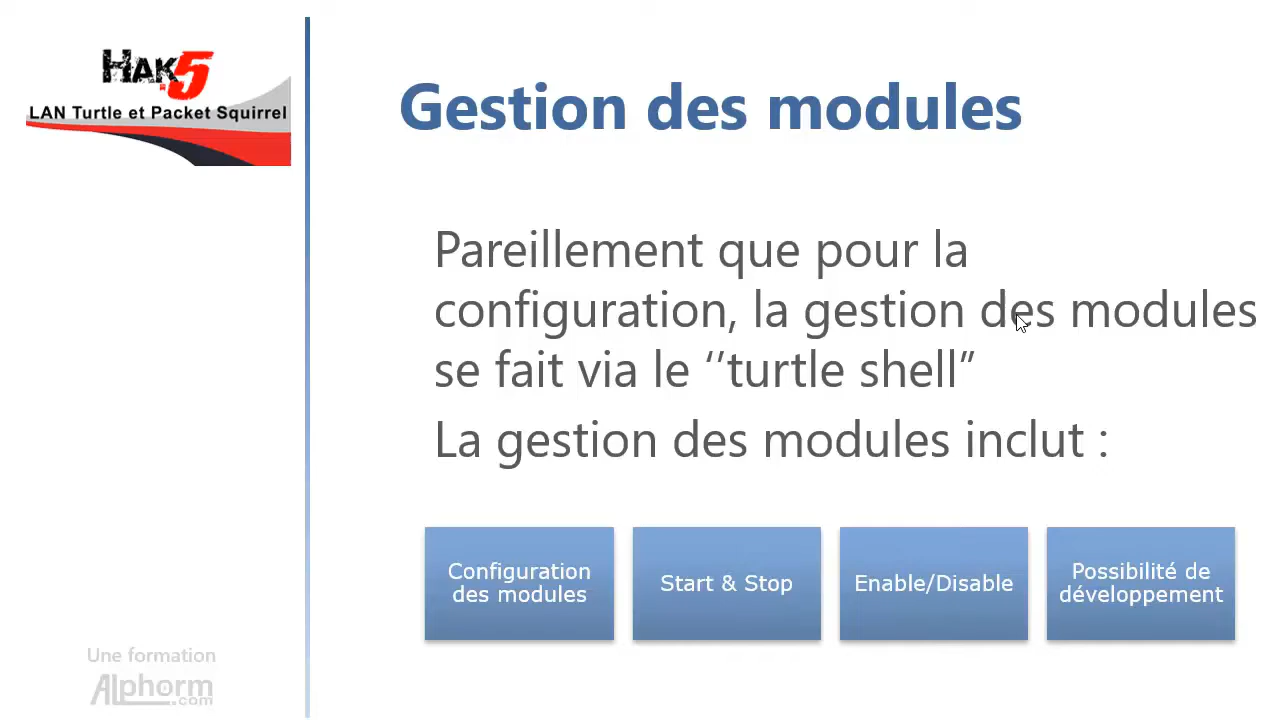 HAK.5
LAN Turtle et Packet Squirrel
Gestion des modules
Pareillement que pour la
configuration, la gestion des modules
se fait via le ‘’turtle shell’’
La gestion des modules inclut :
Configuration
des modules
Start & Stop
Enable/Disable
Possibilité de
développement
Une formation
Alphorm
.com